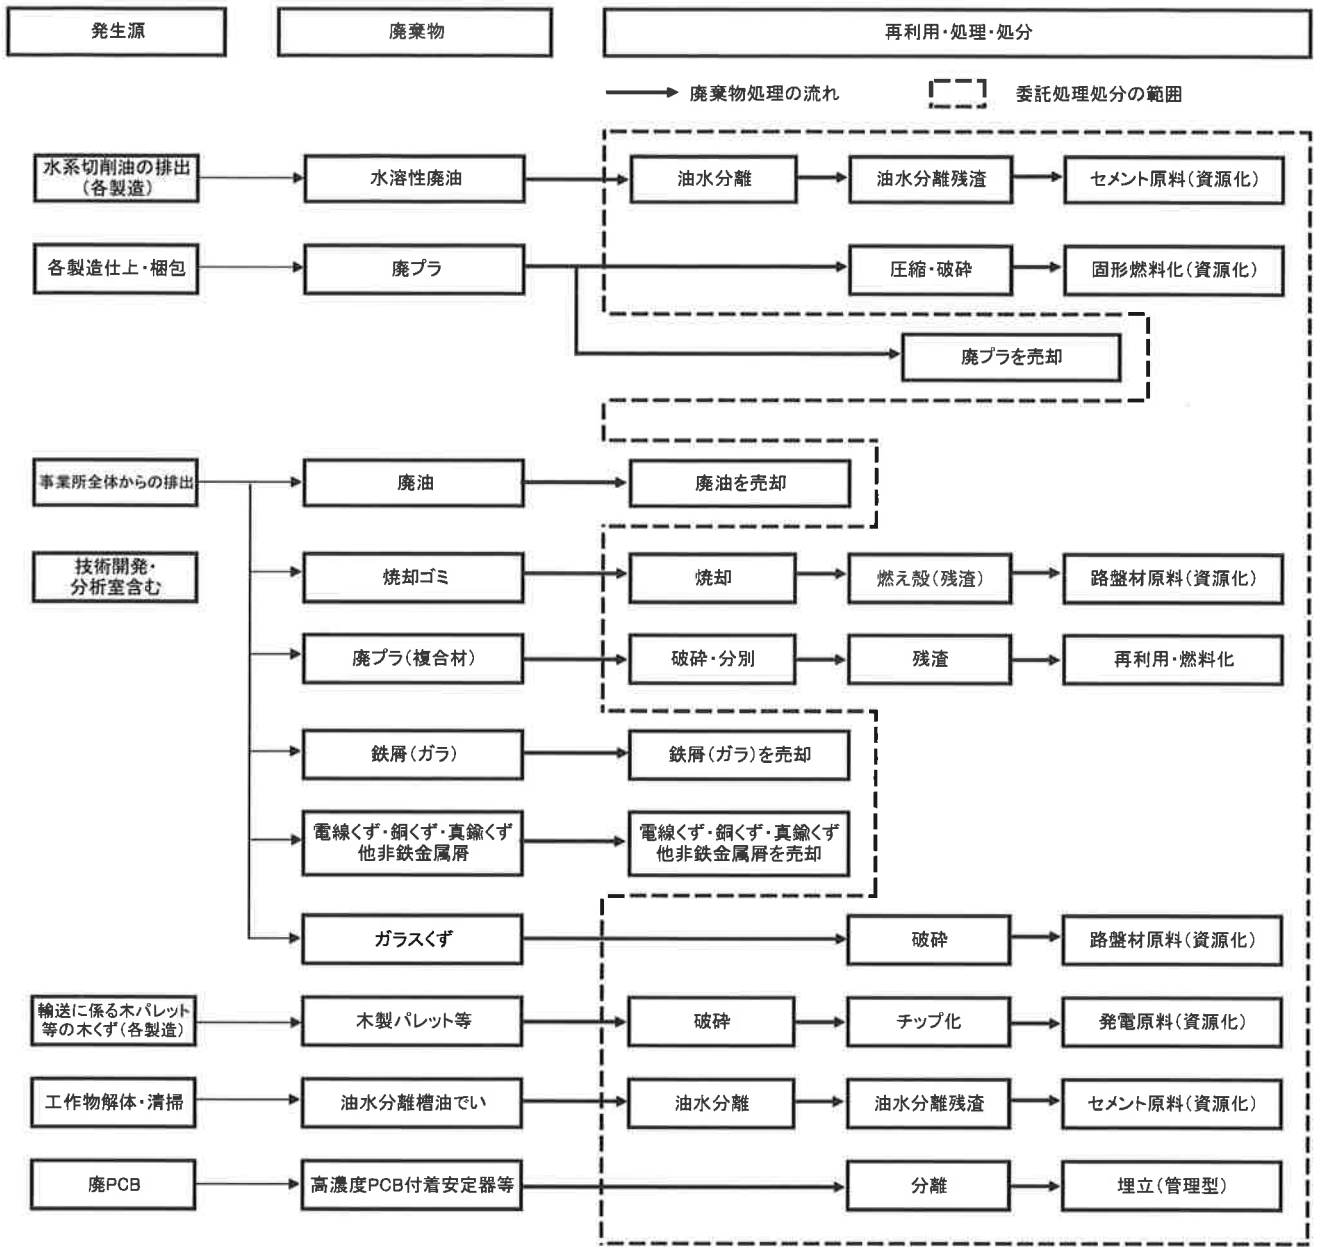 発生源
廃棄物
再利用・処理・処分
廃棄物処理の流れ
委託処理処分の範囲
水系切削油の排出
(各製造)
水溶性廃油
油水分離
油水分離残渣
セメント原料(資源化)
各製造仕上・梱包
廃プラ
圧縮・破砕
固形燃料化(資源化)
廃プラを売却
事業所全体からの排出
廃油
廃油を売却
技術開発・
分析室含む
焼却ゴミ
焼却
燃え殻(残渣)
路盤材原料(資源化)
廃プラ(複合材)
破砕・分別
残渣
再利用・燃料化
鉄屑(ガラ)
鉄屑(ガラ)を売却
電線くず・銅くず・真鍮くず
他非鉄金属屑
電線くず・銅くず・真鍮くず
他非鉄金属屑を売却
ガラスくず
破砕
路盤材原料(資源化)
輸送に係る木パレット
等の木くず(各製造)
木製パレット等
破砕
チップ化
発電原料(資源化)
工作物解体・清掃
油水分離槽油でい
油水分離
油水分離残渣
セメント原料(資源化)
廃PCB
高濃度PCB付着安定器等
分離
埋立(管理型)